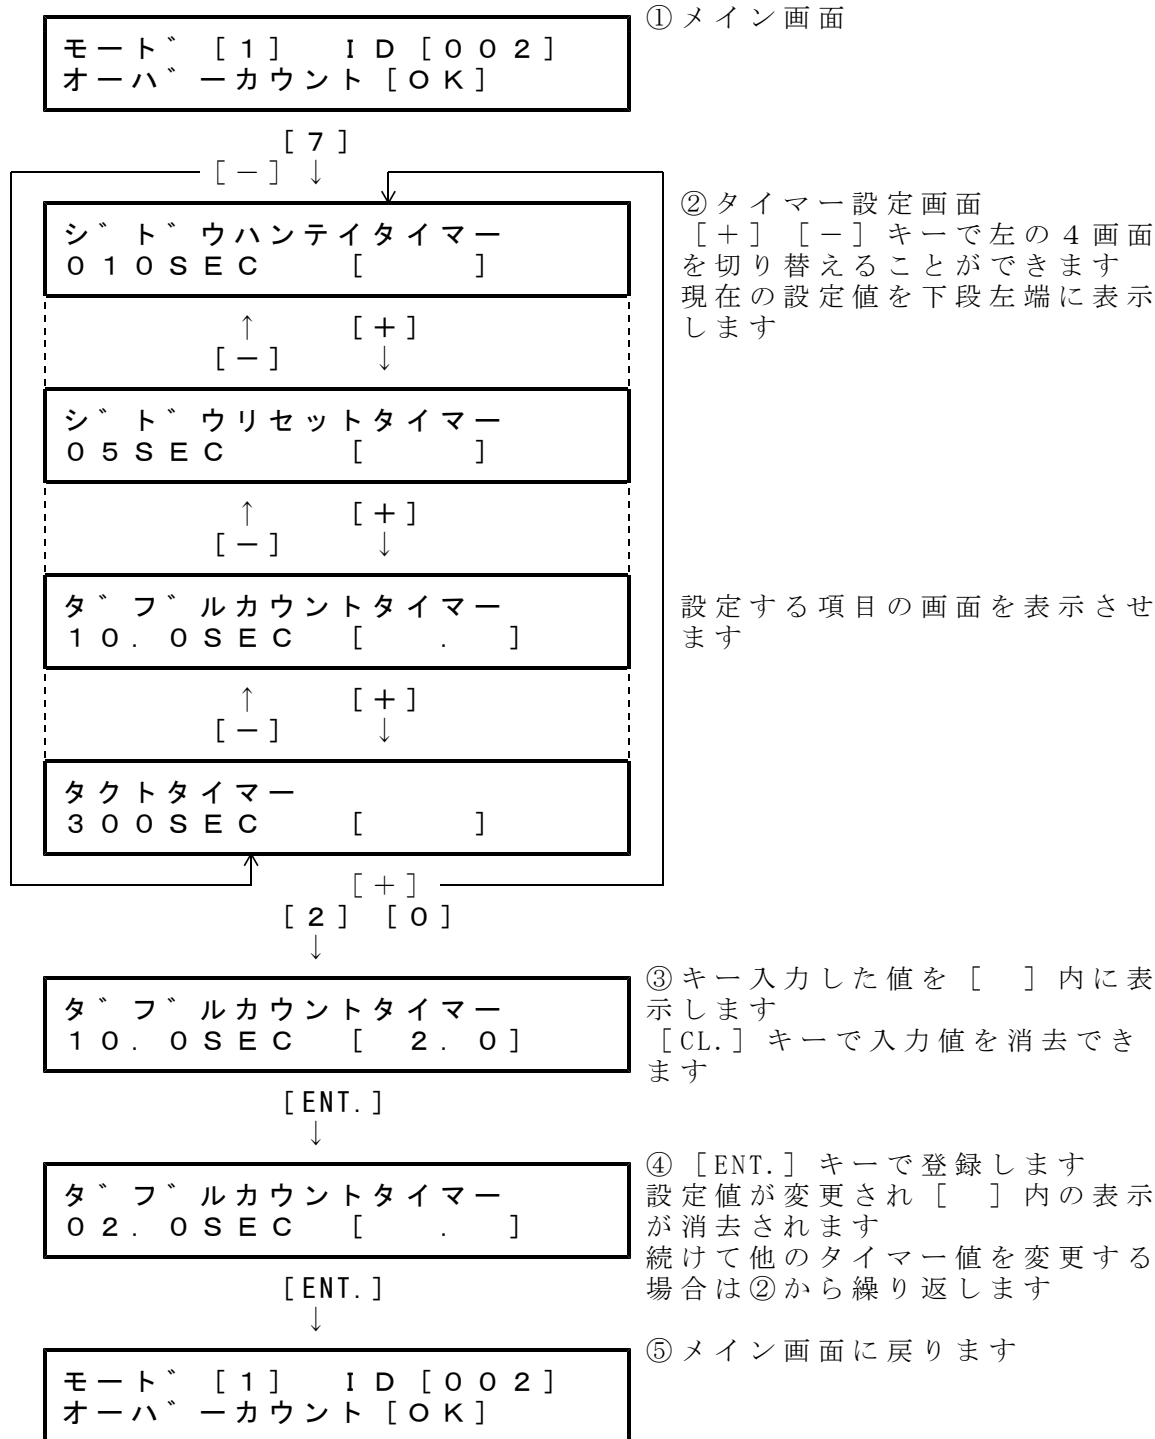 ①メイン画面
モード [1] ID[002]
オーバーカウント[OK]
[7]
[－] ↓
②タイマー設定画面
[＋][－]キーで左の4画面
を切り替えることができます
現在の設定値を下段左端に表示
します
ジドウハンテイタイマー
010SEC [ ]
↑ [＋]
[－] ↓
ジドウリセットタイマー
05SEC [ ]
↑ [＋]
[－] ↓
ダブルカウントタイマー
10.0SEC [ . ]
設定する項目の画面を表示させ
ます
↑ [＋]
[－] ↓
タクトタイマー
300SEC [ ]
[＋]
[2][0]
↓
ダブルカウントタイマー
10.0SEC [ 2.0]
③キー入力した値を[ ]内に表
示します
[CL.]キーで入力値を消去でき
ます
[ENT.]
↓
ダブルカウントタイマー
02.0SEC [ . ]
④[ENT.]キーで登録します
設定値が変更され[ ]内の表示
が消去されます
続けて他のタイマー値を変更する
場合は②から繰り返します
[ENT.]
↓
⑤メイン画面に戻ります
モード [1] ID[002]
オーバーカウント[OK]